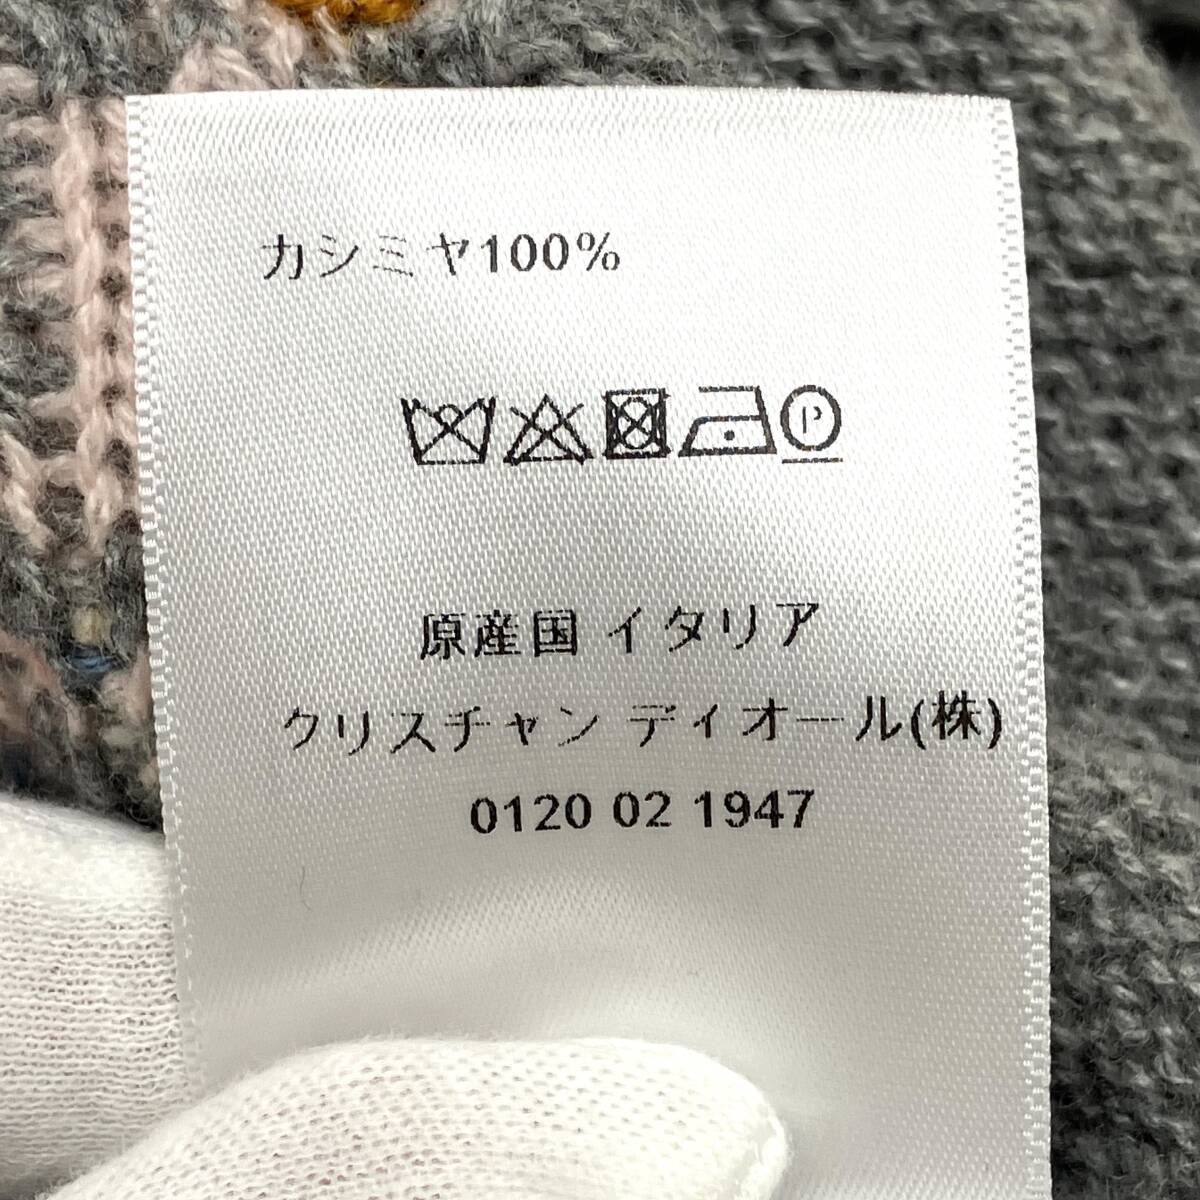 カシミヤ100%
P
原産国 イタリア
クリスチャン ディオール(株)
0120 02 1947